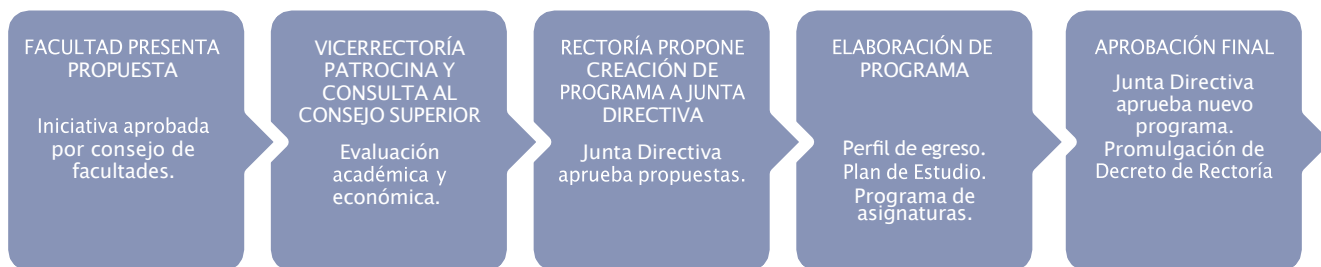 FACULTAD PRESENTA
PROPUESTA
Iniciativa aprobada
por consejo de
facultades.
VICERRECTORÍA
PATROCINA Y
CONSULTA AL
CONSEJO SUPERIOR
Evaluación
académica y
económica.
RECTORÍA PROPONE
CREACIÓN DE
PROGRAMA A JUNTA
DIRECTIVA
Junta Directiva
aprueba propuestas.
ELABORACIÓN DE
PROGRAMA
Perfil de egreso.
Plan de Estudio.
Programa de
asignaturas.
APROBACIÓN FINAL
Junta Directiva
aprueba nuevo
programa.
Promulgación de
Decreto de Rectoría